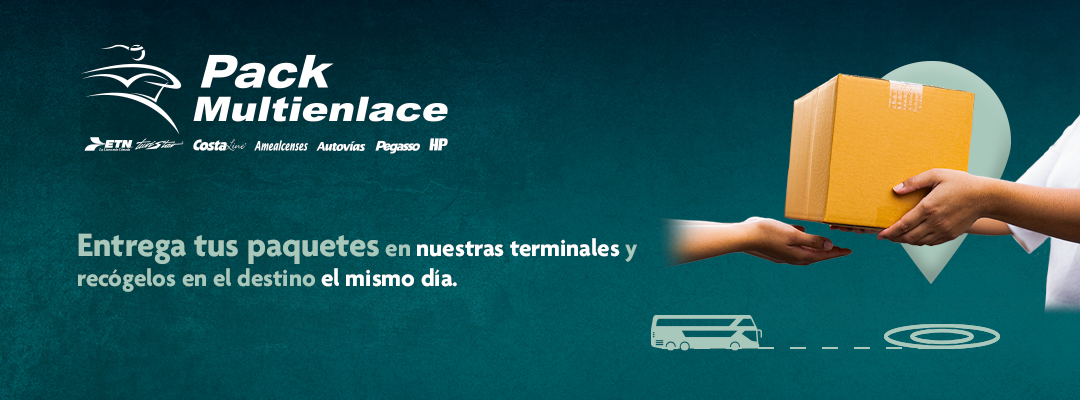 Pack
Multienlace
ETN turistar Costa Line Amealcenses Autovías Pegasso HP
Entrega tus paquetes en nuestras terminales y
recógelos en el destino el mismo día.